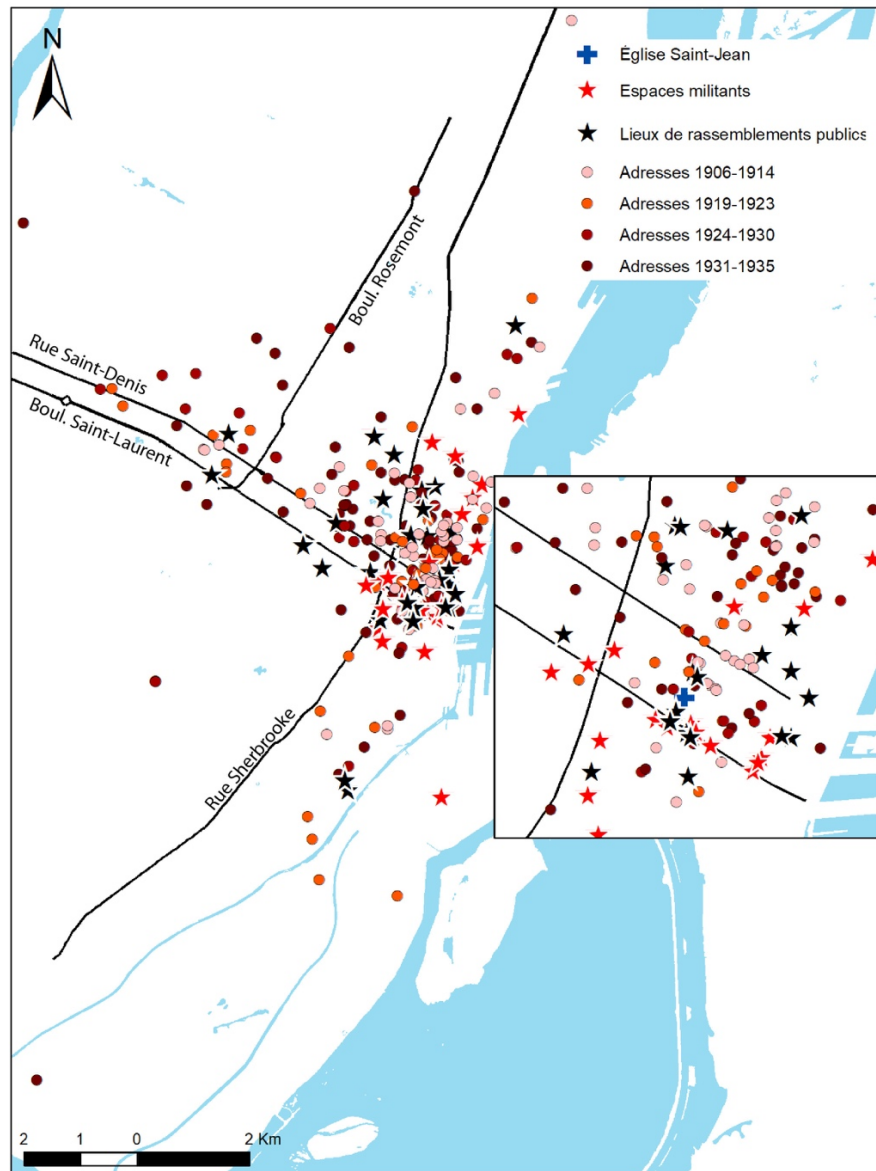 N
Église Saint-Jean
Espaces militants
Lieux de rassemblements publics
Adresses 1906-1914
Adresses 1919-1923
Adresses 1924-1930
Adresses 1931-1935
Boul. Rosemont
Rue Saint-Denis
Boul. Saint-Laurent
Rue Sherbrooke
2 1 0 2 Km